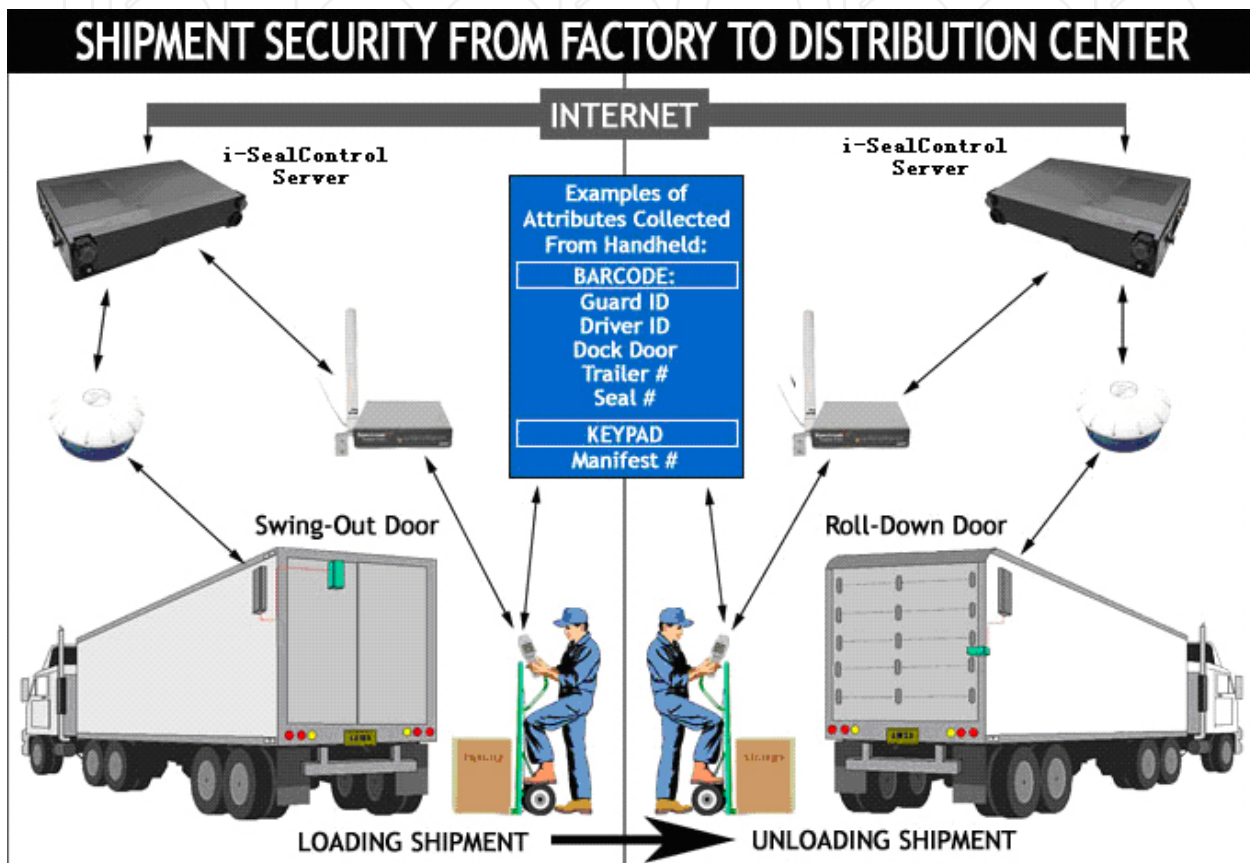 SHIPMENT SECURITY FROM FACTORY TO DISTRIBUTION CENTER
INTERNET
i-SealControl
Server
i-SealControl
Server
Examples of
Attributes Collected
From Handheld:
BARCODE:
Guard ID
Driver ID
Dock Door
Trailer #
Seal #
KEYPAD
Manifest #
Swing-Out Door
Roll-Down Door
LOADING SHIPMENT
UNLOADING SHIPMENT